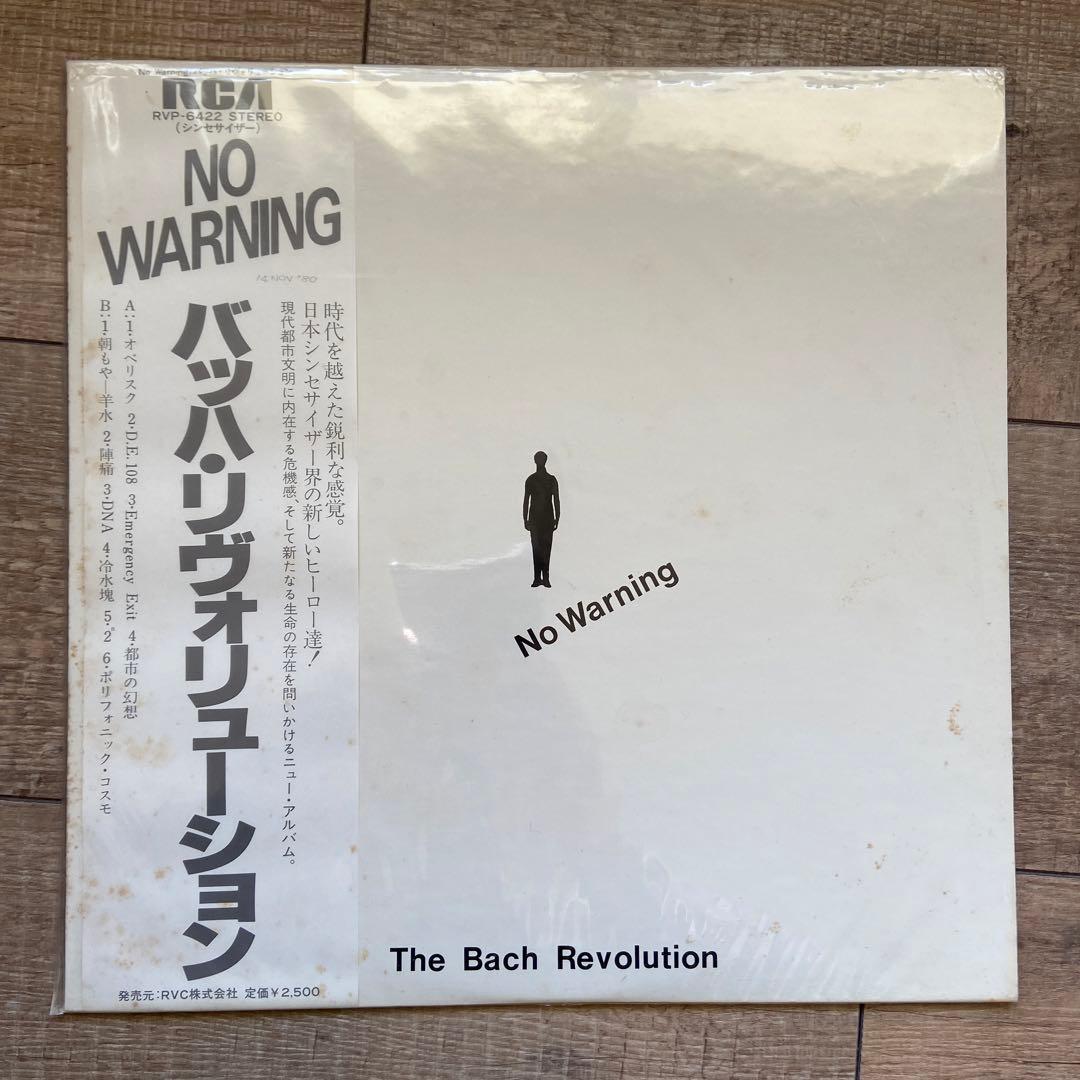 No Warning
RCA
RVP-6422 STEREO
(シンセサイザー)
NO
WARNING
14 NOV '80
時代を越えた鋭利な感覚。
日本シンセサイザー界の新しいヒーロー達!
現代都市文明に内在する危機感、そして新たなる生命の存在を問いかけるニュー・アルバム。
バッハ・リヴォリューション
A:1・オベリスク 2・D.E. 108 3・Emergency Exit 4・都市の幻想
B:1・朝もや—羊水 2・陣痛 3・DNA 4・冷水塊 5・2° 6・ポリフォニック・コスモ
発売元:RVC株式会社 定価¥2,500
No Warning
The Bach Revolution